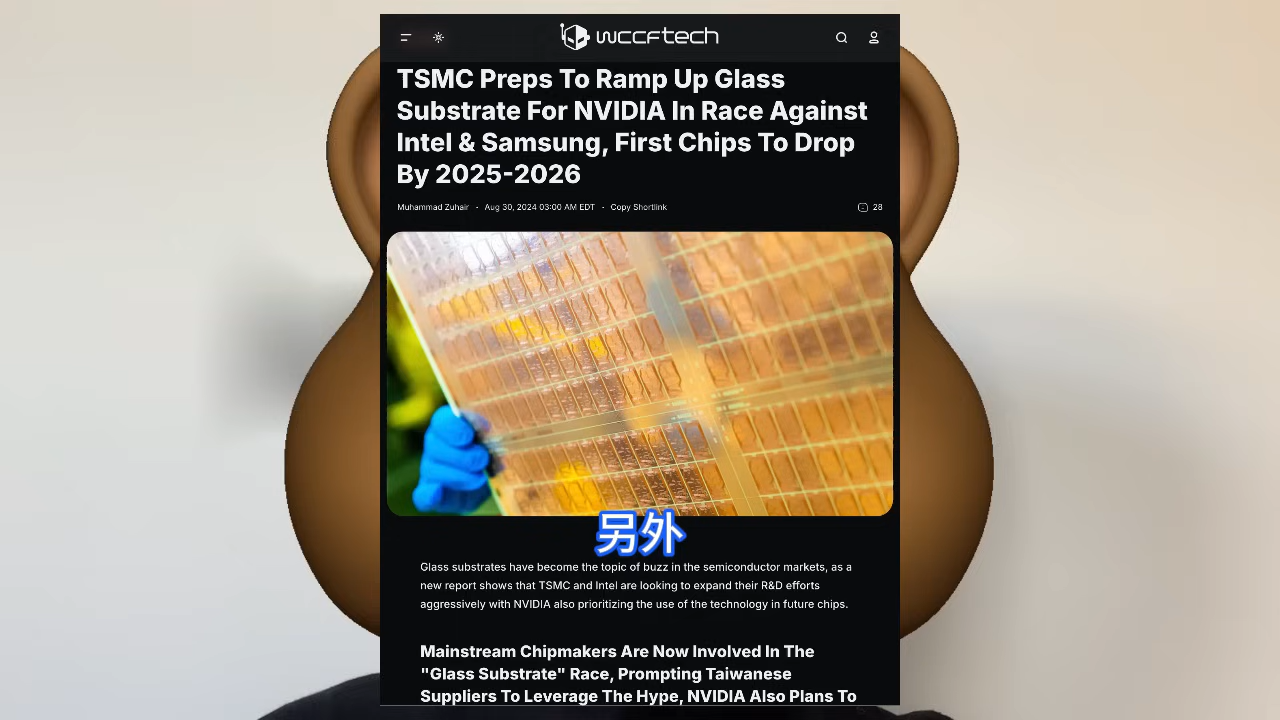 wccftech
TSMC Preps To Ramp Up Glass
Substrate For NVIDIA In Race Against
Intel & Samsung, First Chips To Drop
By 2025-2026
Muhammad Zuhair • Aug 30, 2024 03:00 AM EDT • Copy Shortlink
28
另外
Glass substrates have become the topic of buzz in the semiconductor markets, as a
new report shows that TSMC and Intel are looking to expand their R&D efforts
aggressively with NVIDIA also prioritizing the use of the technology in future chips.
Mainstream Chipmakers Are Now Involved In The
"Glass Substrate" Race, Prompting Taiwanese
Suppliers To Leverage The Hype, NVIDIA Also Plans To